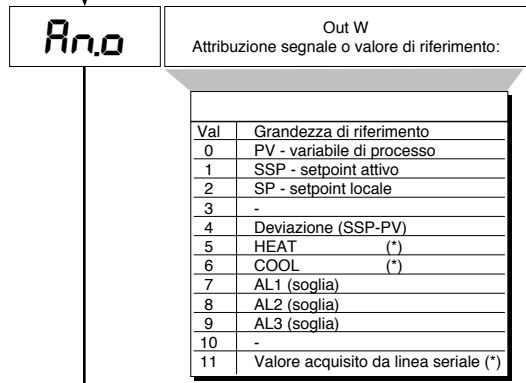 An.o
Out W
Attribuzione segnale o valore di riferimento:
Val Grandezza di riferimento
0 PV - variabile di processo
1 SSP - setpoint attivo
2 SP - setpoint locale
3 -
4 Deviazione (SSP-PV)
5 HEAT (*)
6 COOL (*)
7 AL1 (soglia)
8 AL2 (soglia)
9 AL3 (soglia)
10 -
11 Valore acquisito da linea seriale (*)